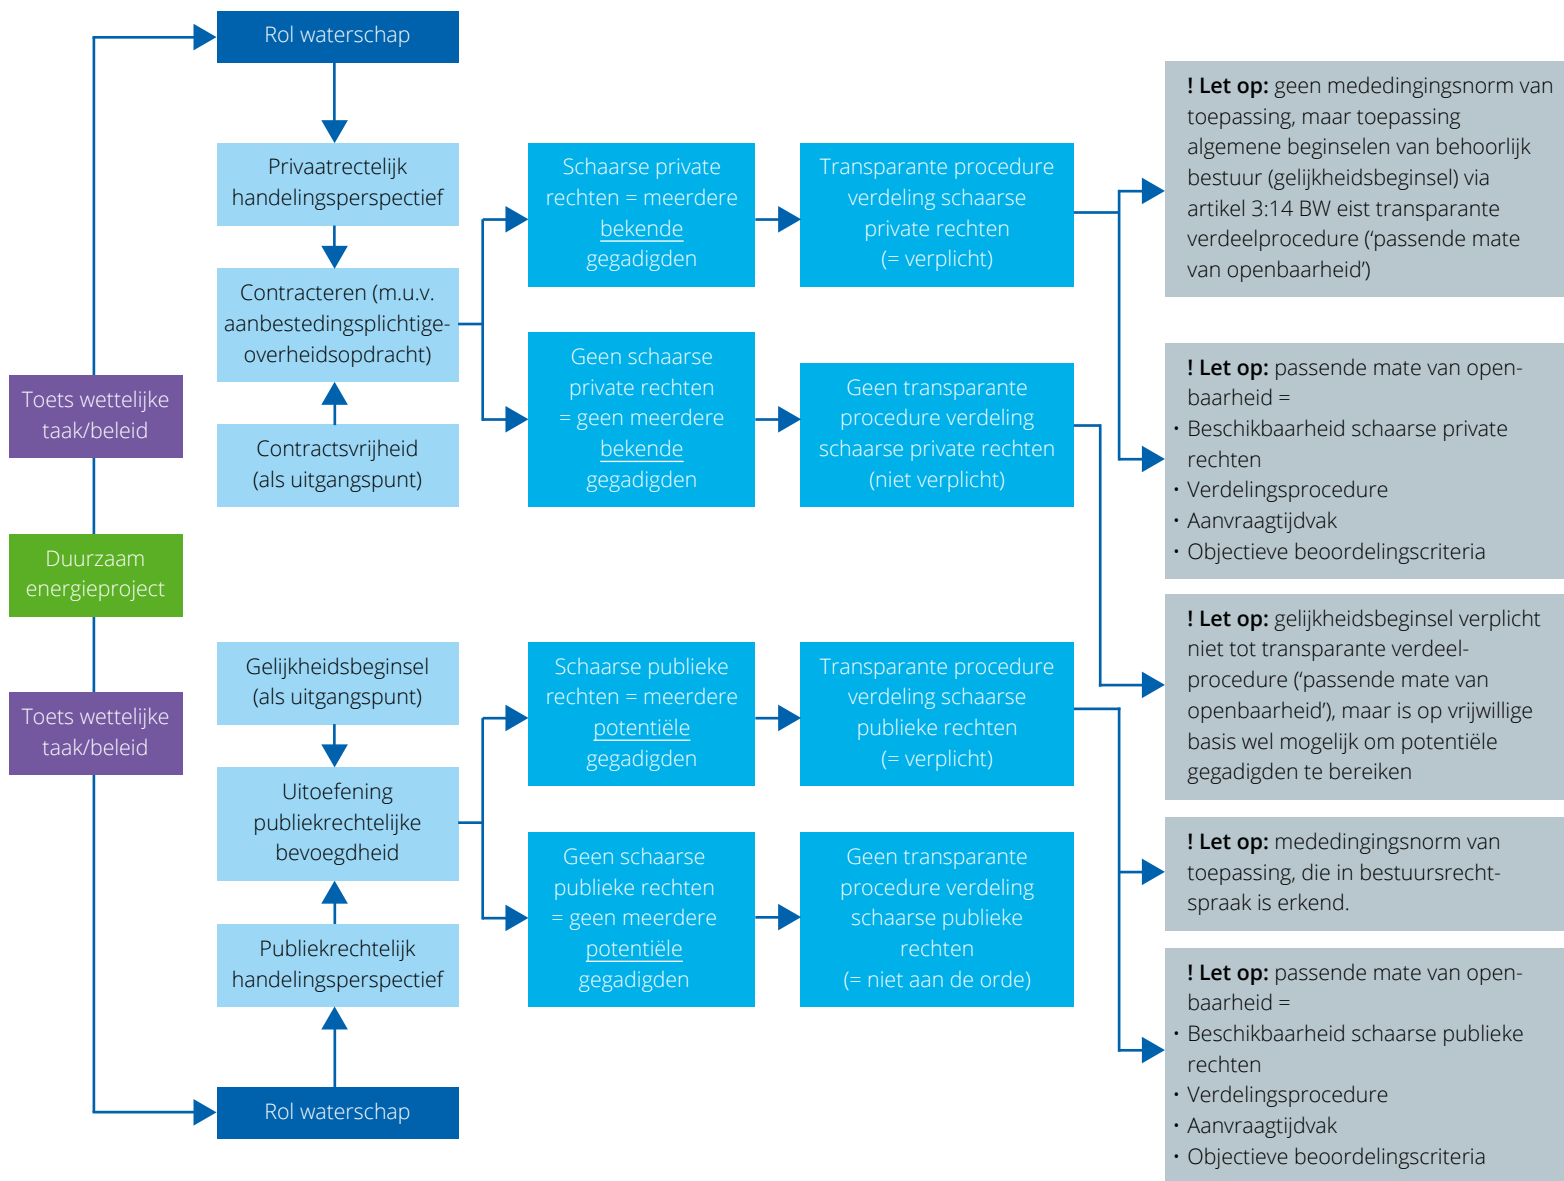 Rol waterschap
Privaatrectelijk
handelingsperspectief
Contracteren (m.u.v.
aanbestedingsplichtige-
overheidsopdracht)
Contractsvrijheid
(als uitgangspunt)
Schaarse private
rechten = meerdere
bekende
gegadigden
Transparante procedure
verdeling schaarse
private rechten
(= verplicht)
Geen schaarse
private rechten
= geen meerdere
bekende
gegadigden
Geen transparante
procedure verdeling
schaarse private rechten
(niet verplicht)
! Let op: geen mededingingsnorm van
toepassing, maar toepassing
algemene beginselen van behoorlijk
bestuur (gelijkheidsbeginsel) via
artikel 3:14 BW eist transparante
verdeelprocedure (‘passende mate
van openbaarheid’)
! Let op: passende mate van open-
baarheid =
• Beschikbaarheid schaarse private
rechten
• Verdelingsprocedure
• Aanvraagtijdvak
• Objectieve beoordelingscriteria
Toets wettelijke
taak/beleid
Duurzaam
energieproject
Toets wettelijke
taak/beleid
Gelijkheidsbeginsel
(als uitgangspunt)
Uitoefening
publiekrechtelijke
bevoegdheid
Publiekrechtelijk
handelingsperspectief
Rol waterschap
Schaarse publieke
rechten = meerdere
potentiële
gegadigden
Transparante procedure
verdeling schaarse
publieke rechten
(= verplicht)
Geen schaarse
publieke rechten
= geen meerdere
potentiële
gegadigden
Geen transparante
procedure verdeling
schaarse publieke
rechten
(= niet aan de orde)
! Let op: gelijkheidsbeginsel verplicht
niet tot transparante verdeel-
procedure (‘passende mate van
openbaarheid’), maar is op vrijwillige
basis wel mogelijk om potentiële
gegadigden te bereiken
! Let op: mededingingsnorm van
toepassing, die in bestuursrecht-
spraak is erkend.
! Let op: passende mate van open-
baarheid =
• Beschikbaarheid schaarse publieke
rechten
• Verdelingsprocedure
• Aanvraagtijdvak
• Objectieve beoordelingscriteria